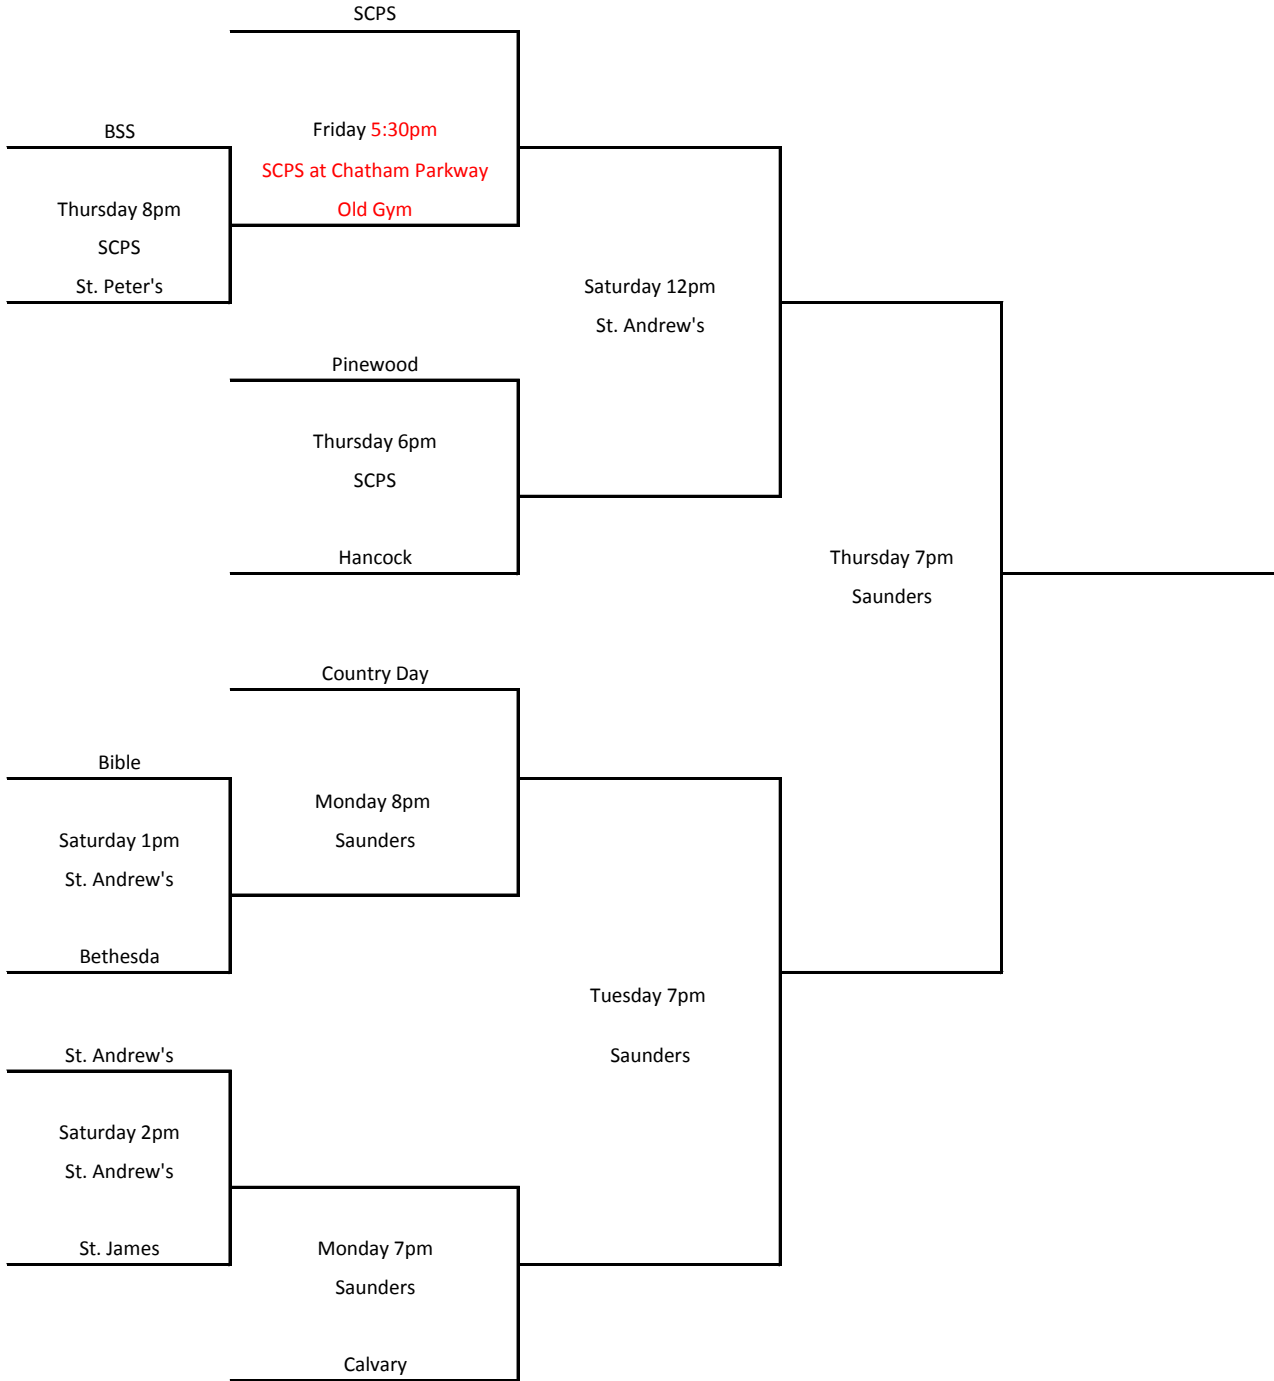 SCPS
BSS
Friday 5:30pm
SCPS at Chatham Parkway
Thursday 8pm
Old Gym
SCPS
St. Peter's
Saturday 12pm
St. Andrew's
Pinewood
Thursday 6pm
SCPS
Hancock
Thursday 7pm
Saunders
Country Day
Bible
Monday 8pm
Saturday 1pm
Saunders
St. Andrew's
Bethesda
Tuesday 7pm
St. Andrew's
Saunders
Saturday 2pm
St. Andrew's
St. James
Monday 7pm
Saunders
Calvary